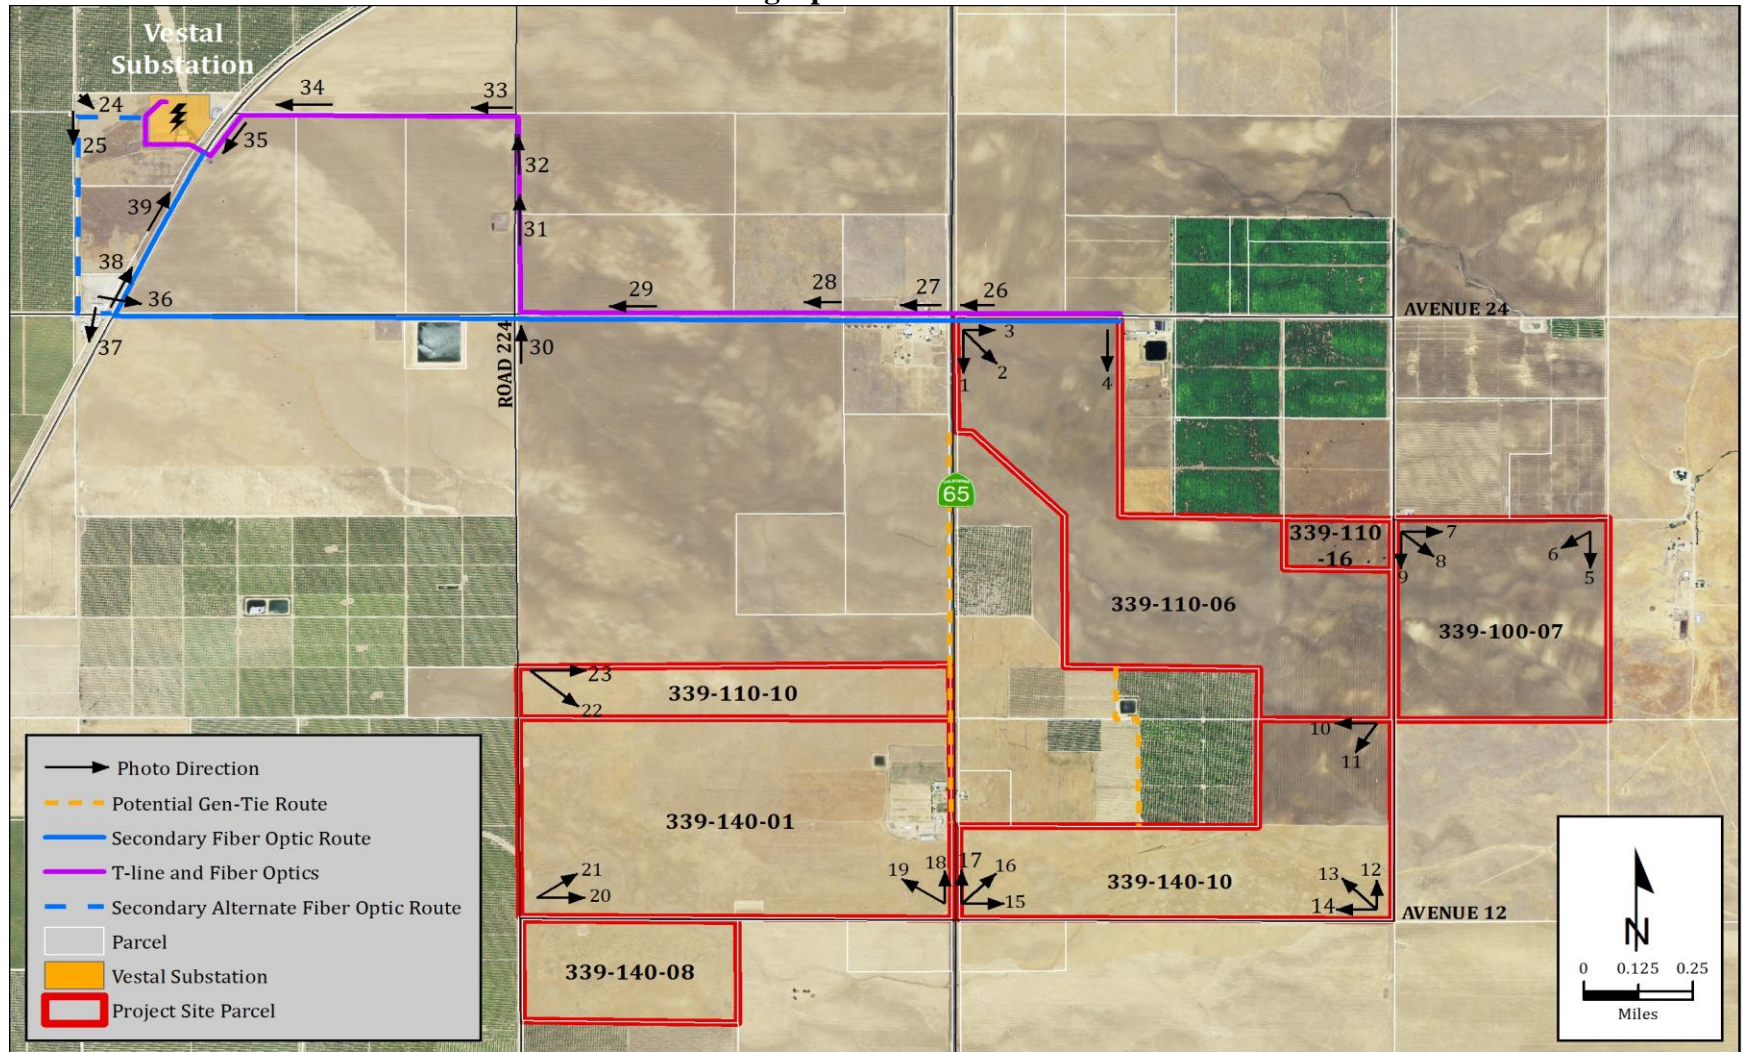 Vestal
Substation
24
25
34
33
35
32
31
39
38
36
37
29
28
27
26
30
ROAD 224
AVENUE 24
3
2
1
4
CALIFORNIA
65
339-110
-16
7
8
9
6
5
339-110-06
339-100-07
23
22
339-110-10
10
11
339-140-01
21
20
19
18
17
16
15
339-140-10
13
12
14
AVENUE 12
339-140-08
Photo Direction
Potential Gen-Tie Route
Secondary Fiber Optic Route
T-line and Fiber Optics
Secondary Alternate Fiber Optic Route
Parcel
Vestal Substation
Project Site Parcel
N
0 0.125 0.25
Miles